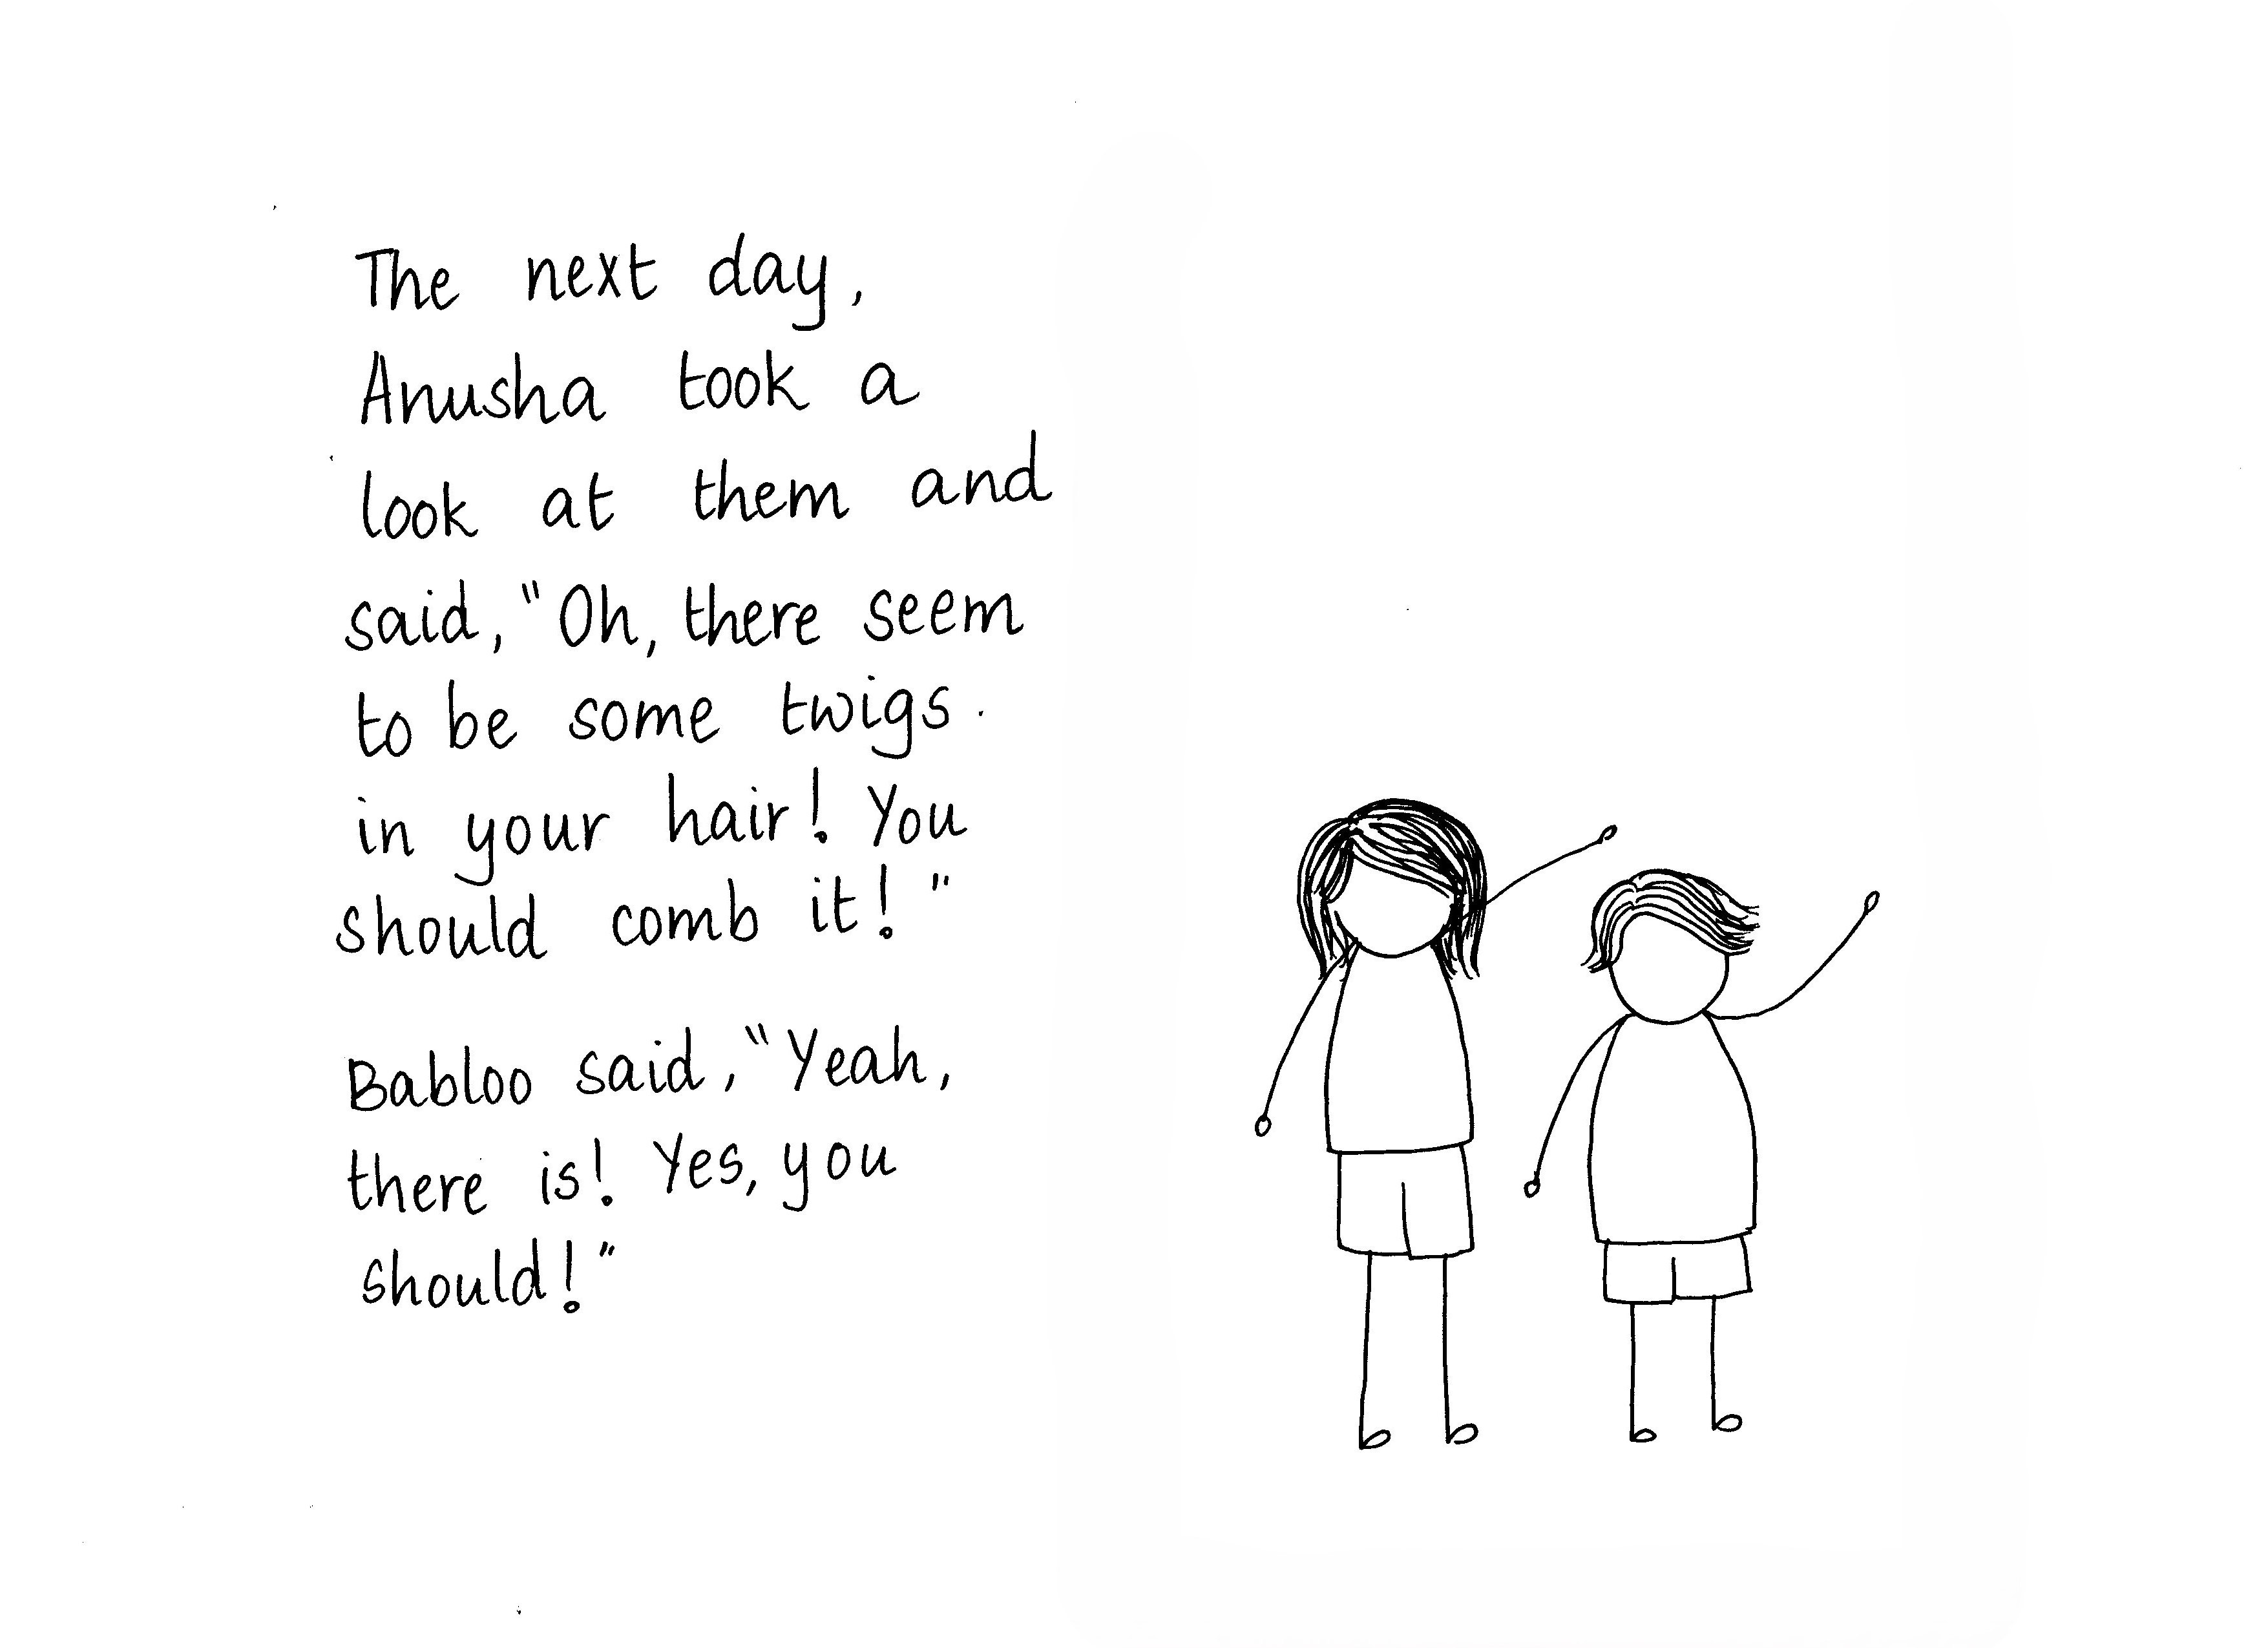 The next day,
Anusha took a
look at them and
said, "Oh, there seem
to be some twigs.
in your hair! You
should comb it!"
Babloo said, "Yeah,
there is! Yes, you
should!"